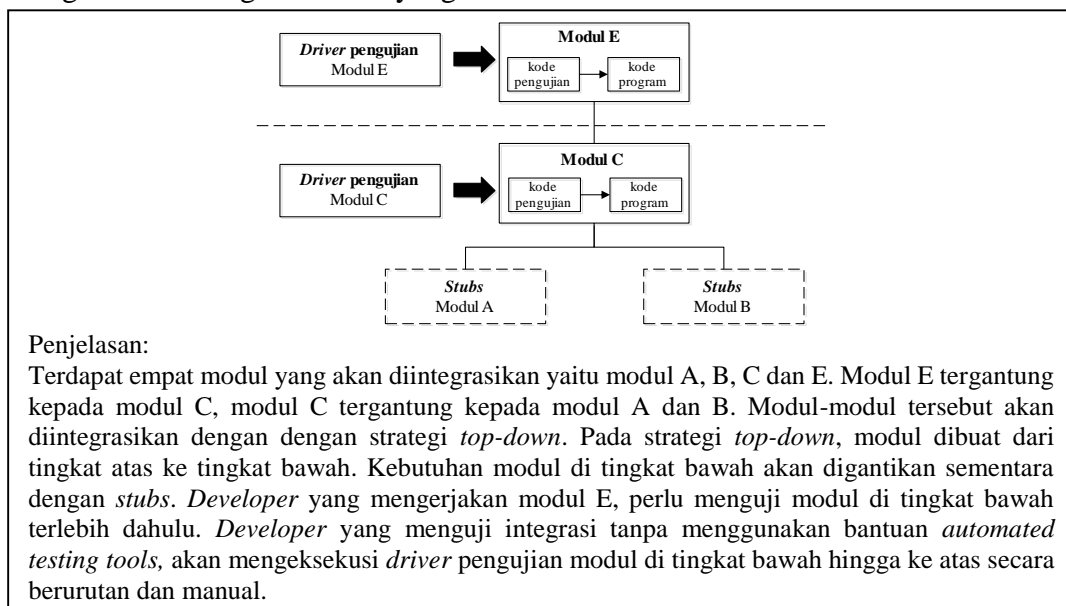 Driver pengujian
Modul E
Modul E
kode
pengujian
kode
program
Driver pengujian
Modul C
Modul C
kode
pengujian
kode
program
Stubs
Modul A
Stubs
Modul B
Penjelasan:
Terdapat empat modul yang akan diintegrasikan yaitu modul A, B, C dan E. Modul E tergantung
kepada modul C, modul C tergantung kepada modul A dan B. Modul-modul tersebut akan
diintegrasikan dengan dengan strategi top-down. Pada strategi top-down, modul dibuat dari
tingkat atas ke tingkat bawah. Kebutuhan modul di tingkat bawah akan digantikan sementara
dengan stubs. Developer yang mengerjakan modul E, perlu menguji modul di tingkat bawah
terlebih dahulu. Developer yang menguji integrasi tanpa menggunakan bantuan automated
testing tools, akan mengeksekusi driver pengujian modul di tingkat bawah hingga ke atas secara
berurutan dan manual.